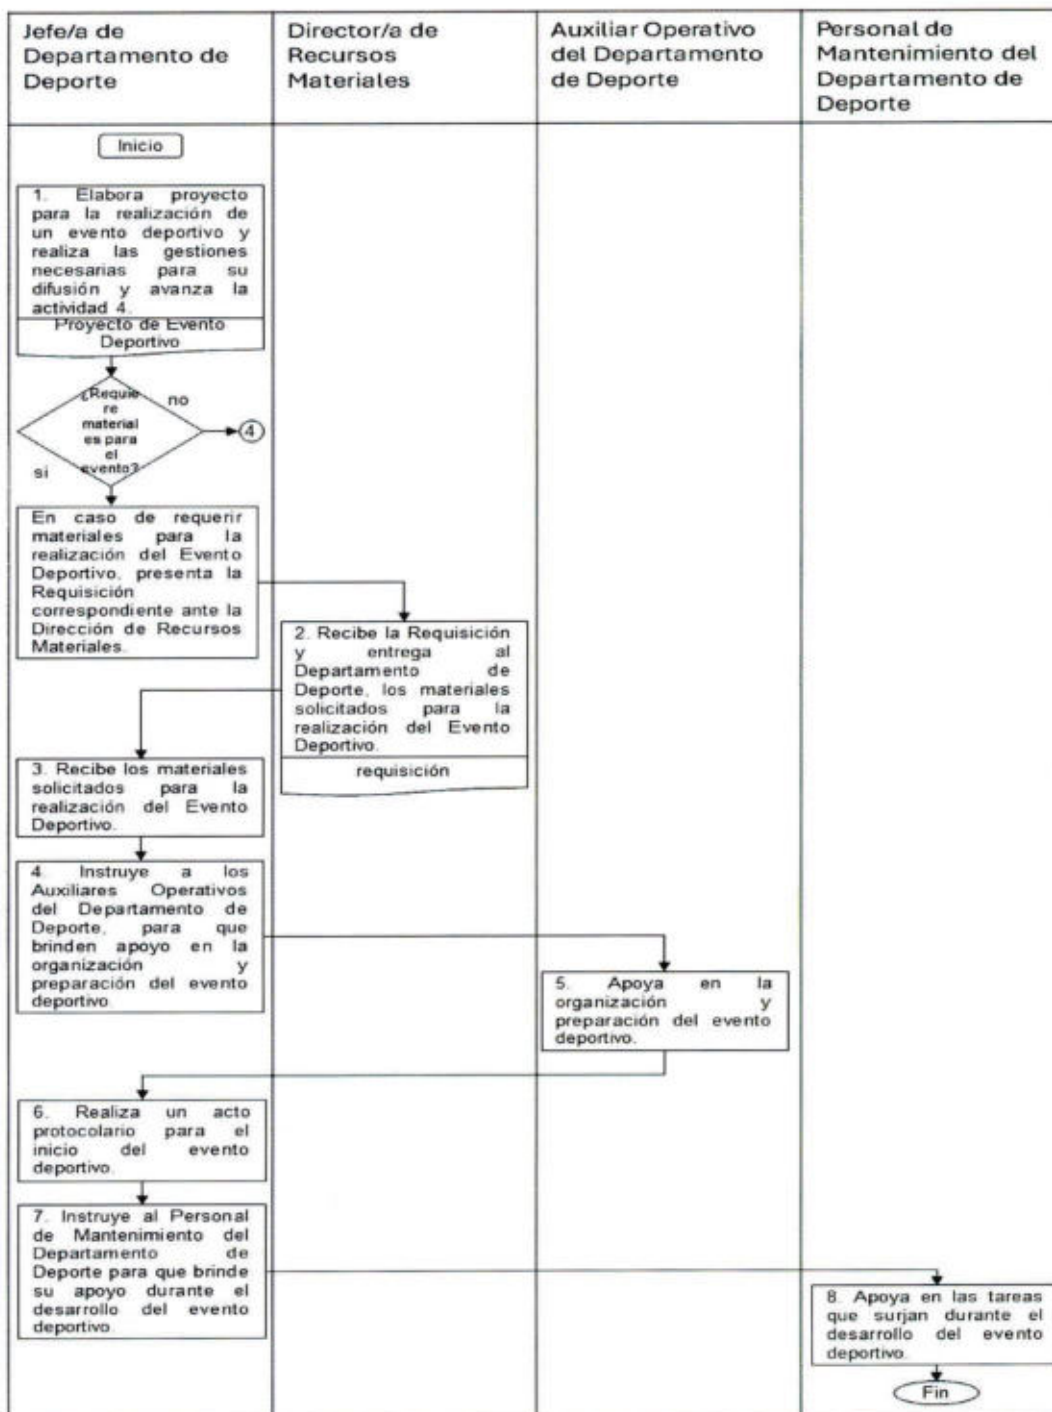 Jefe/a de
Departamento de
Deporte
Director/a de
Recursos
Materiales
Auxiliar Operativo
del Departamento
de Deporte
Personal de
Mantenimiento del
Departamento de
Deporte
Inicio
1. Elabora proyecto
para la realización de
un evento deportivo y
realiza las gestiones
necesarias para su
difusión y avanza la
actividad 4.
Proyecto de Evento
Deportivo
¿Requie
re
material
es para
el
evento?
no
4
si
En caso de requerir
materiales para la
realización del Evento
Deportivo, presenta la
Requisición
correspondiente ante la
Dirección de Recursos
Materiales.
2. Recibe la Requisición
y entrega al
Departamento de
Deporte, los materiales
solicitados para la
realización del Evento
Deportivo.
requisición
3. Recibe los materiales
solicitados para la
realización del Evento
Deportivo.
4. Instruye a los
Auxiliares Operativos
del Departamento de
Deporte, para que
brinden apoyo en la
organización y
preparación del evento
deportivo.
5. Apoya en la
organización y
preparación del evento
deportivo.
6. Realiza un acto
protocolario para el
inicio del evento
deportivo.
7. Instruye al Personal
de Mantenimiento del
Departamento de
Deporte para que brinde
su apoyo durante el
desarrollo del evento
deportivo.
8. Apoya en las tareas
que surjan durante el
desarrollo del evento
deportivo.
Fin